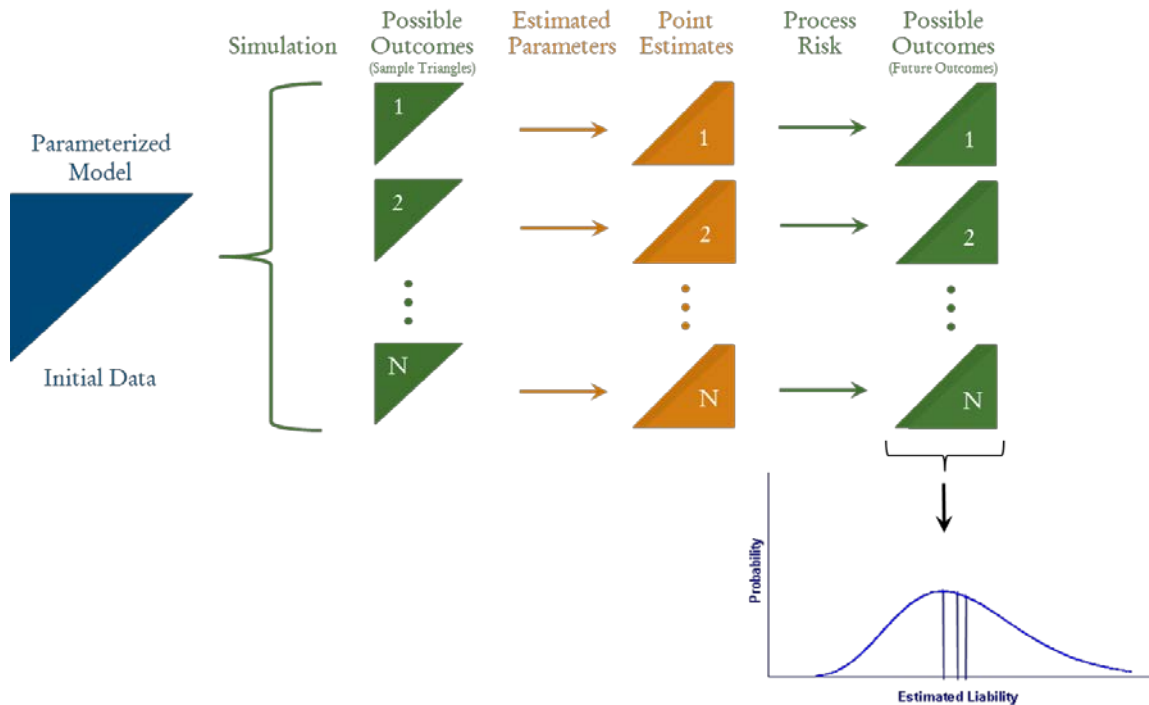 Simulation
Possible
Outcomes
(Sample Triangles)
Estimated
Parameters
Point
Estimates
Process
Risk
Possible
Outcomes
(Future Outcomes)
Parameterized
Model
Initial Data
1
1
1
2
2
2
N
N
N
Probability
Estimated Liability